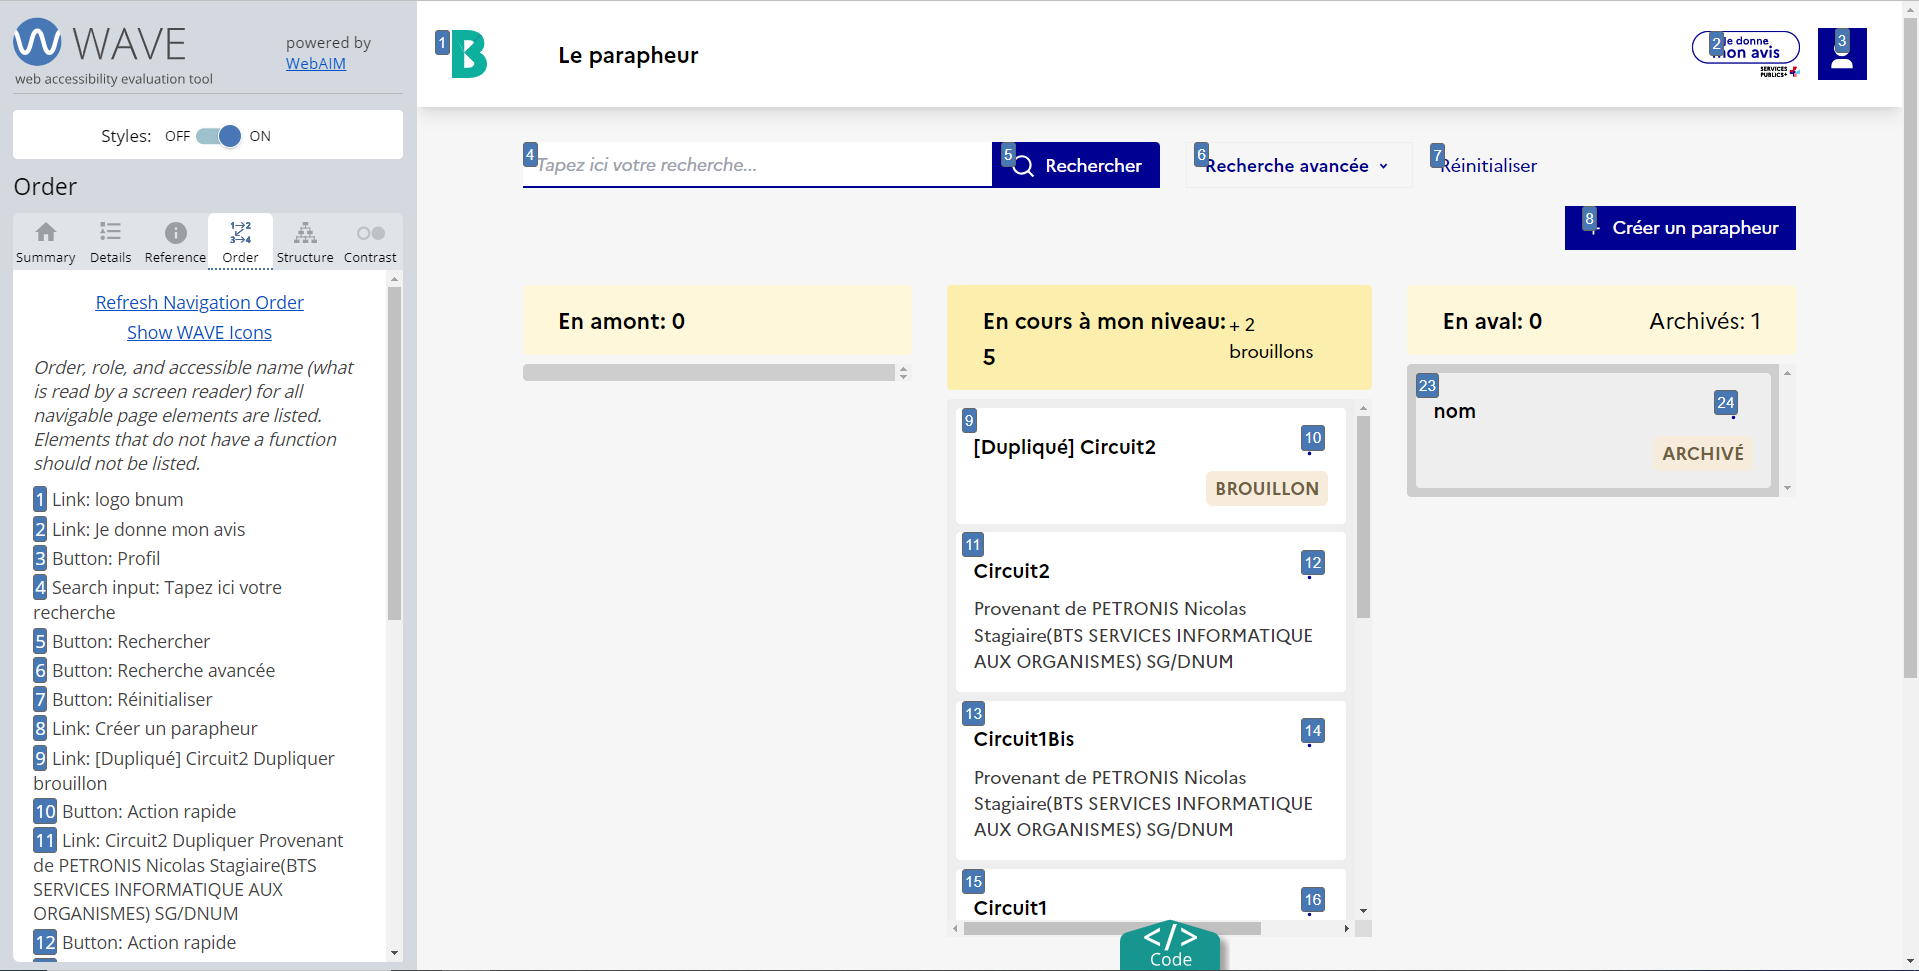 WAVE
web accessibility evaluation tool
powered by
WebAIM
Styles: OFF ON
Order
Summary
Details
Reference
1 2
3 4
Order
Structure
Contrast
Refresh Navigation Order
Show WAVE Icons
Order, role, and accessible name (what
is read by a screen reader) for all
navigable page elements are listed.
Elements that do not have a function
should not be listed.
1 Link: logo bnum
2 Link: Je donne mon avis
3 Button: Profil
4 Search input: Tapez ici votre
recherche
5 Button: Rechercher
6 Button: Recherche avancée
7 Button: Réinitialiser
8 Link: Créer un parapheur
9 Link: [Dupliqué] Circuit2 Dupliquer
brouillon
10 Button: Action rapide
11 Link: Circuit2 Dupliquer Provenant
de PETRONIS Nicolas Stagiaire(BTS
SERVICES INFORMATIQUE AUX
ORGANISMES) SG/DNUM
12 Button: Action rapide
1 B
Le parapheur
2 Je donne
mon avis
SERVICES
PUBLICS+
3
4 Tapez ici votre recherche...
5 Rechercher
6 Recherche avancée
7 Réinitialiser
8 + Créer un parapheur
En amont: 0
En cours à mon niveau:
5
+ 2
brouillons
9
[Dupliqué] Circuit2
10
BROUILLON
11
Circuit2
12
Provenant de PETRONIS Nicolas
Stagiaire(BTS SERVICES INFORMATIQUE
AUX ORGANISMES) SG/DNUM
13
Circuit1Bis
14
Provenant de PETRONIS Nicolas
Stagiaire(BTS SERVICES INFORMATIQUE
AUX ORGANISMES) SG/DNUM
15
Circuit1
16
En aval: 0
Archivés: 1
23
nom
24
ARCHIVÉ
</>
Code